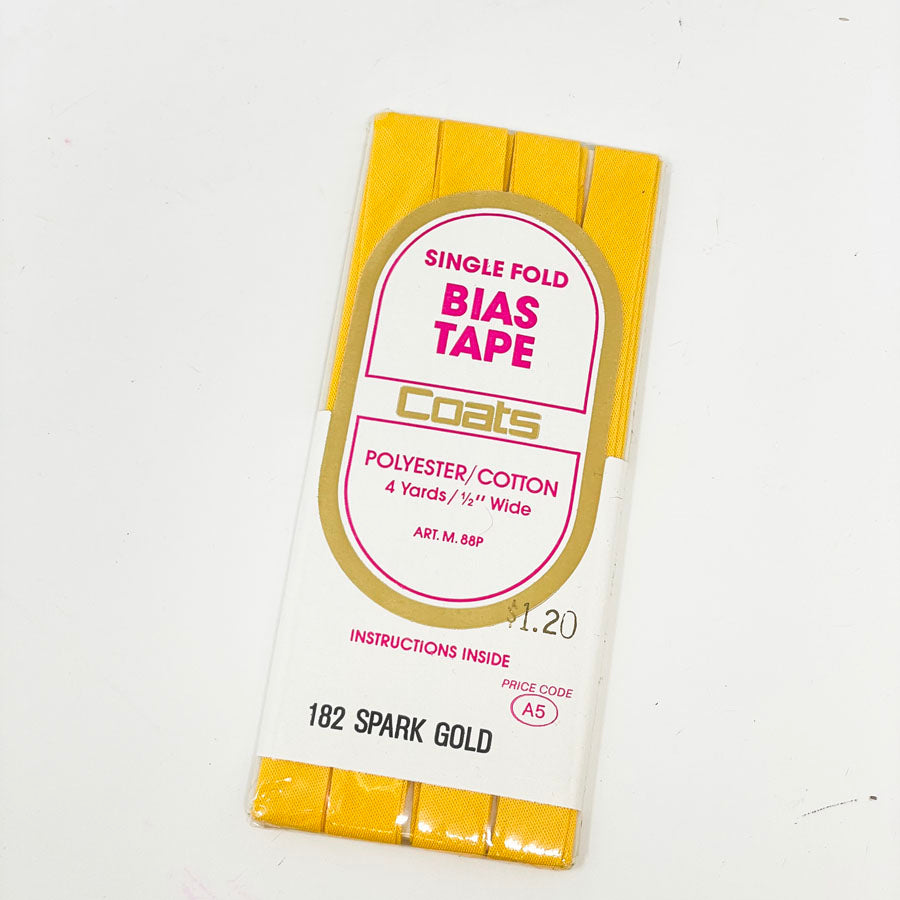 SINGLE FOLD
BIAS
TAPE
Coats
POLYESTER/COTTON
4 Yards/½" Wide
ART. M. 88P
$1.20
INSTRUCTIONS INSIDE
PRICE CODE
A5
182 SPARK GOLD